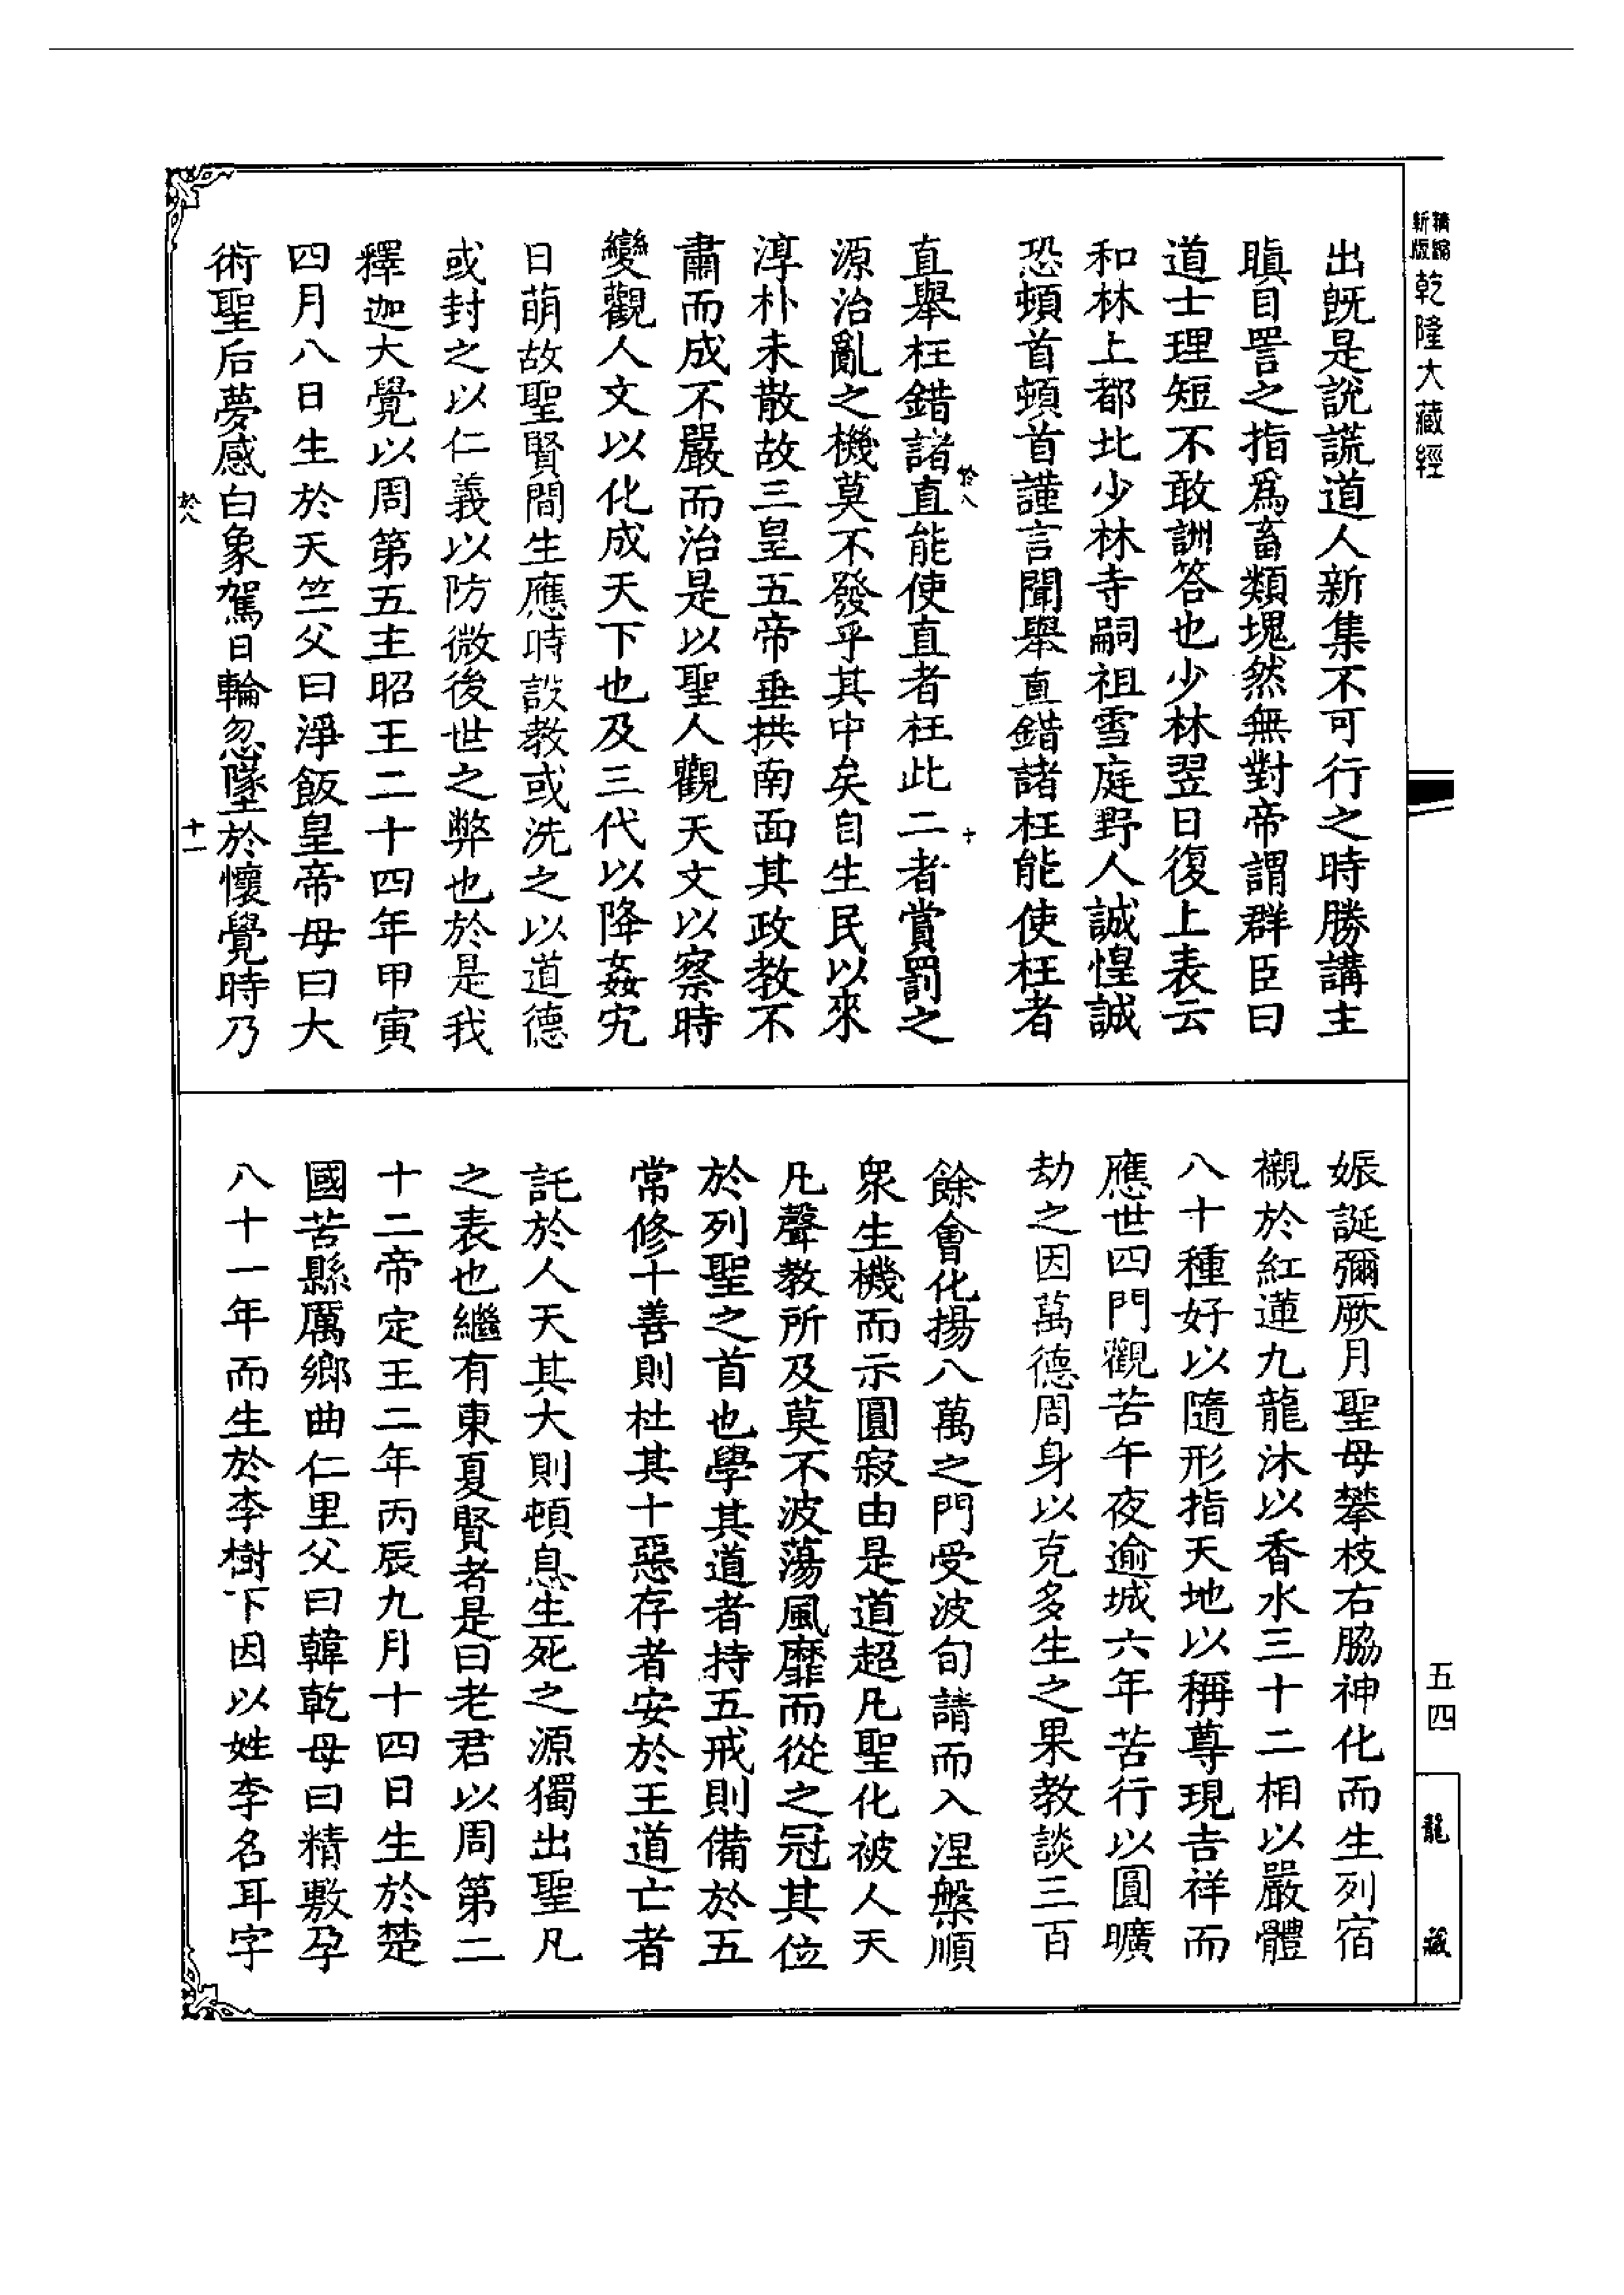 精縮新版乾隆大藏經
出旣是說謊道人新集不可行之時勝講主
瞋目詈之指爲畜類塊然無對帝謂群臣曰
道士理短不敢詶答也少林翌日復上表云
和林上都北少林寺嗣祖雪庭野人誠惶誠
恐頓首頓首謹言聞舉直錯諸枉能使枉者
直舉枉錯諸直能使直者枉此二者賞罰之
於八
十
源治亂之機莫不發乎其中矣自生民以來
淳朴未散故三皇五帝垂拱南面其政教不
肅而成不嚴而治是以聖人觀天文以察時
變觀人文以化成天下也及三代以降姦宄
日萌故聖賢間生應時設教或洗之以道德
或封之以仁義以防微後世之弊也於是我
釋迦大覺以周第五主昭王二十四年甲寅
四月八日生於天竺父曰淨飯皇帝母曰大
術聖后夢感白象駕日輪忽墜於懷覺時乃
於八
十一
娠誕彌厥月聖母攀枝右脇神化而生列宿
襯於紅蓮九龍沐以香水三十二相以嚴體
八十種好以隨形指天地以稱尊現吉祥而
應世四門觀苦午夜逾城六年苦行以圓曠
劫之因萬德周身以克多生之果教談三百
餘會化揚八萬之門受波旬請而入涅槃順
衆生機而示圓寂由是道超凡聖化被人天
凡聲教所及莫不波蕩風靡而從之冠其位
於列聖之首也學其道者持五戒則備於五
常修十善則杜其十惡存者安於王道亡者
託於人天其大則頓息生死之源獨出聖凡
之表也繼有東夏賢者是曰老君以周第二
十二帝定王二年丙辰九月十四日生於楚
國苦縣厲鄉曲仁里父曰韓乾母曰精敷孕
八十一年而生於李樹下因以姓李名耳字
五四
龍藏